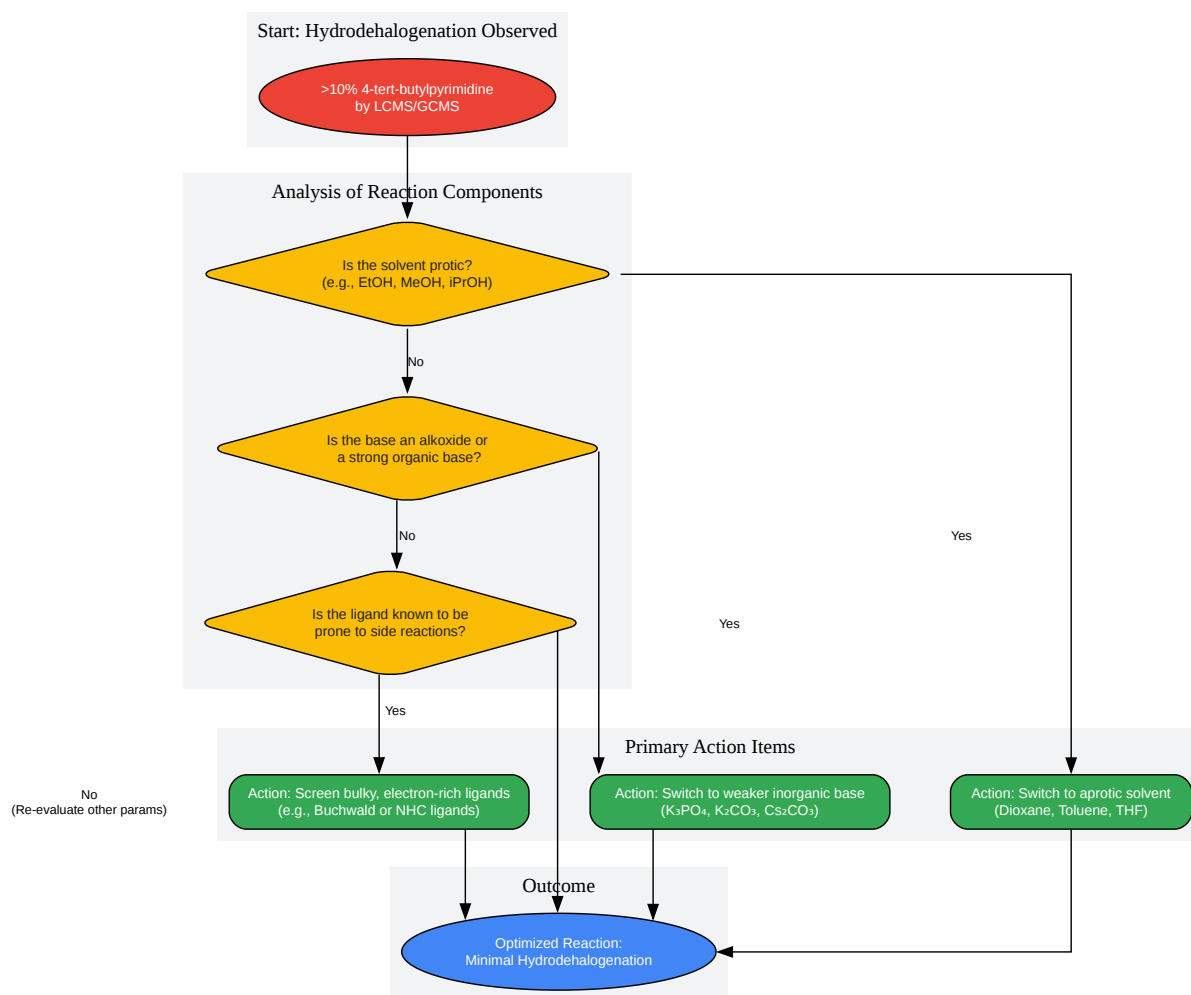 Start: Hydrodehalogenation Observed
>10% 4-tert-butylpyrimidine
by LCMS/GCMS
Analysis of Reaction Components
Is the solvent protic?
(e.g., EtOH, MeOH, iPrOH)
No
Is the base an alkoxide or
a strong organic base?
No
Yes
Is the ligand known to be
prone to side reactions?
Yes
Yes
Primary Action Items
No
(Re-evaluate other params)
Action: Screen bulky, electron-rich ligands
(e.g., Buchwald or NHC ligands)
Action: Switch to weaker inorganic base
(K₃PO₄, K₂CO₃, Cs₂CO₃)
Action: Switch to aprotic solvent
(Dioxane, Toluene, THF)
Outcome
Optimized Reaction:
Minimal Hydrodehalogenation